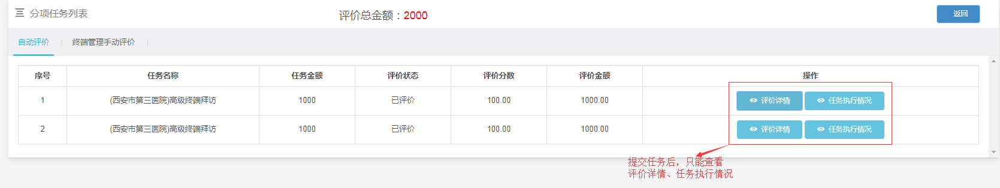 分项任务列表 评价总金额：2000 返回
自动评价 | 终端管理手动评价 |
序号 任务名称 任务金额 评价状态 评价分数 评价金额 操作
1 (西安市第三医院)高级终端拜访 1000 已评价 100.00 1000.00 评价详情 任务执行情况
2 (西安市第三医院)高级终端拜访 1000 已评价 100.00 1000.00 评价详情 任务执行情况
提交任务后，只能查看
评价详情、任务执行情况